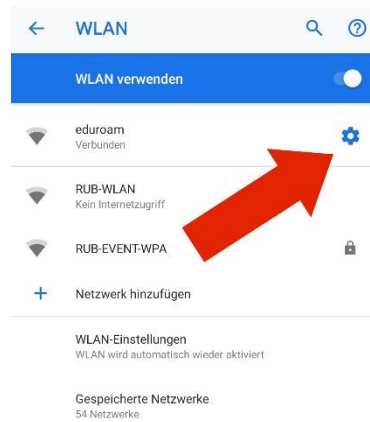 WLAN
WLAN verwenden
eduroam
Verbunden
RUB-WLAN
Kein Internetzugriff
RUB-EVENT-WPA
Netzwerk hinzufügen
WLAN-Einstellungen
WLAN wird automatisch wieder aktiviert
Gespeicherte Netzwerke
54 Netzwerke